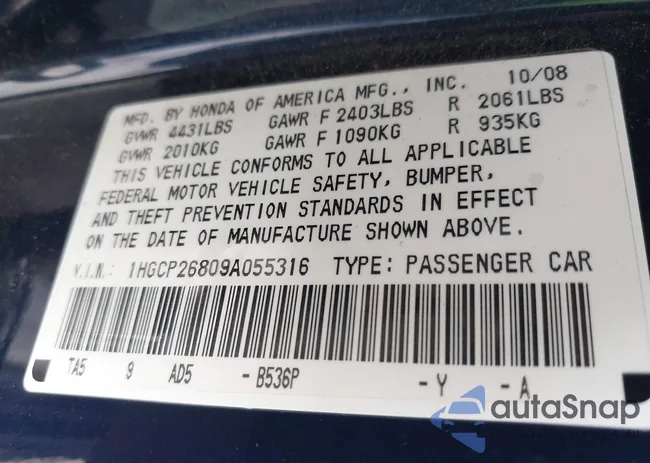 MFD. BY HONDA OF AMERICA MFG., INC. 10/08
GVWR 4431LBS GAWR F 2403LBS R 2061LBS
GVWR 2010KG GAWR F 1090KG R 935KG
THIS VEHICLE CONFORMS TO ALL APPLICABLE
FEDERAL MOTOR VEHICLE SAFETY, BUMPER,
AND THEFT PREVENTION STANDARDS IN EFFECT
ON THE DATE OF MANUFACTURE SHOWN ABOVE.
V.I.N.: 1HGCP26809A055316 TYPE: PASSENGER CAR
TA5 9 AD5 - B536P - Y - A
autaSnap